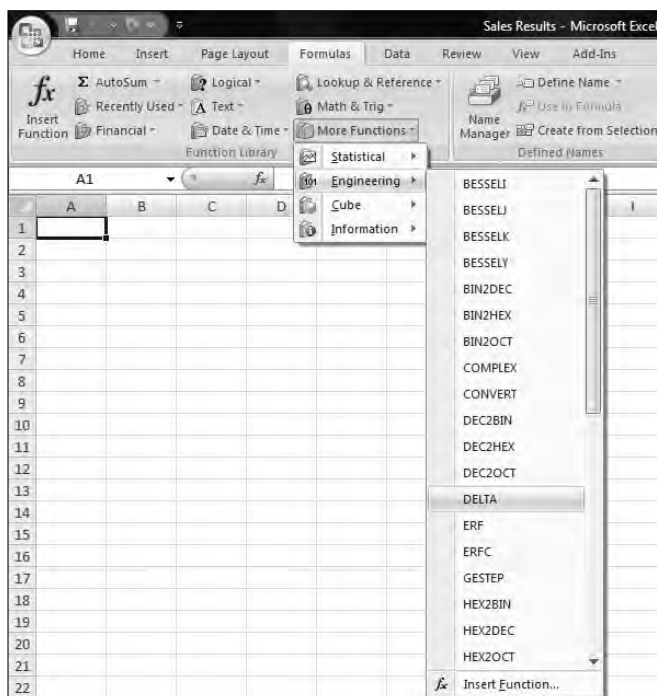 Sales Results - Microsoft Excel
Home Insert Page Layout Formulas Data Review View Add-Ins
fx Insert Function
Σ AutoSum
Recently Used
Financial
Logical
Text
Date & Time
Lookup & Reference
Math & Trig
More Functions
Function Library
Name Manager
Define Name
Use in Formula
Create from Selection
Defined Names
A1 fx
Statistical
Engineering
Cube
Information
A B C D I
1
2
3
4
5
6
7
8
9
10
11
12
13
14
15
16
17
18
19
20
21
22
BESSELI
BESSELJ
BESSELK
BESSELY
BIN2DEC
BIN2HEX
BIN2OCT
COMPLEX
CONVERT
DEC2BIN
DEC2HEX
DEC2OCT
DELTA
ERF
ERFC
GESTEP
HEX2BIN
HEX2DEC
HEX2OCT
fx Insert Function...